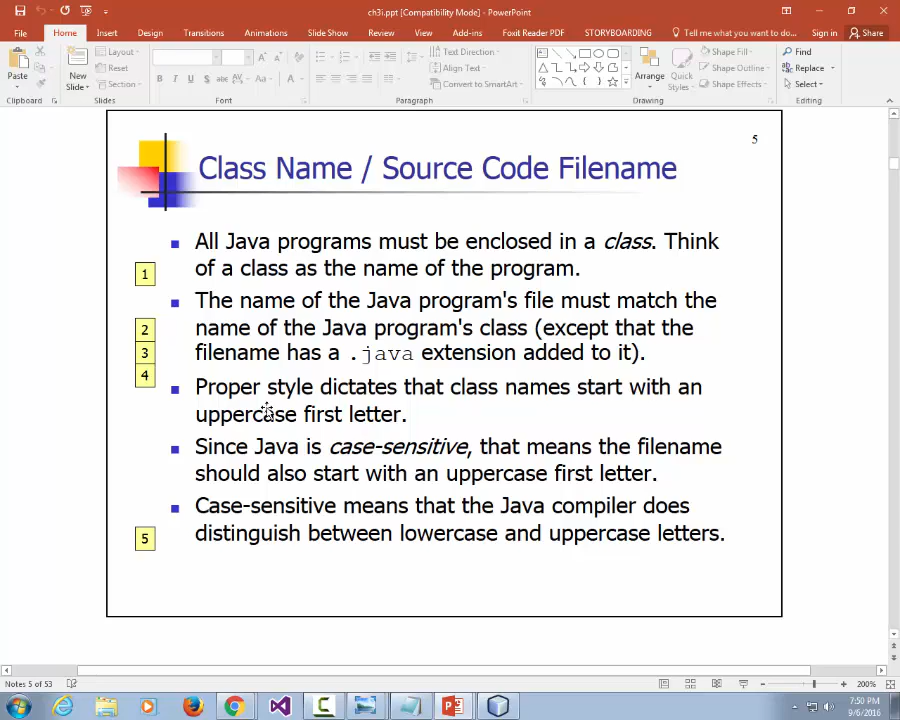 ch3i.ppt [Compatibility Mode] - PowerPoint
File Home Insert Design Transitions Animations Slide Show Review View Add-ins Foxit Reader PDF STORYBOARDING Tell me what you want to do... Sign in Share
Paste
New
Slide
Layout
Reset
Section
B I U S abc AV Aa A
Text Direction
Align Text
Convert to SmartArt
Arrange
Quick
Styles
Shape Fill
Shape Outline
Shape Effects
Find
Replace
Select
Clipboard Slides Font Paragraph Drawing Editing
5
Class Name / Source Code Filename
All Java programs must be enclosed in a class. Think
of a class as the name of the program.
1
The name of the Java program's file must match the
2 name of the Java program's class (except that the
3 filename has a .java extension added to it).
4
Proper style dictates that class names start with an
uppercase first letter.
Since Java is case-sensitive, that means the filename
should also start with an uppercase first letter.
Case-sensitive means that the Java compiler does
5 distinguish between lowercase and uppercase letters.
Notes 5 of 53
200%
7:50 PM
9/6/2016